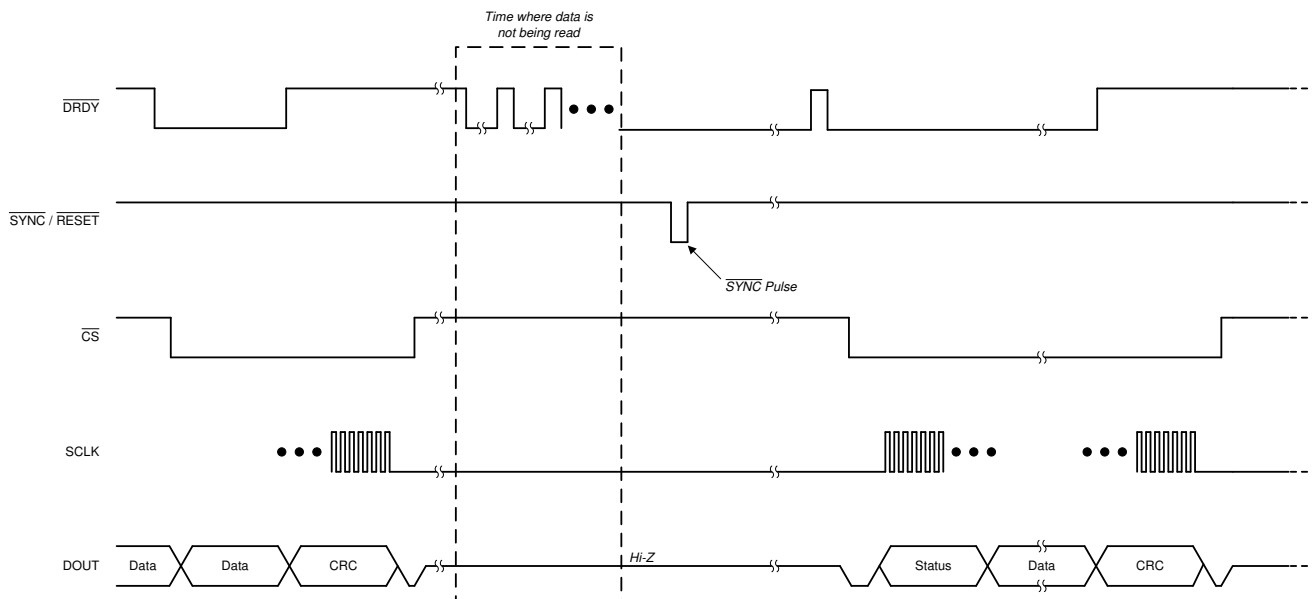 Time where data is
not being read
DRDY
SYNC / RESET
SYNC Pulse
CS
SCLK
Hi-Z
DOUT
Data
Data
CRC
Status
Data
CRC